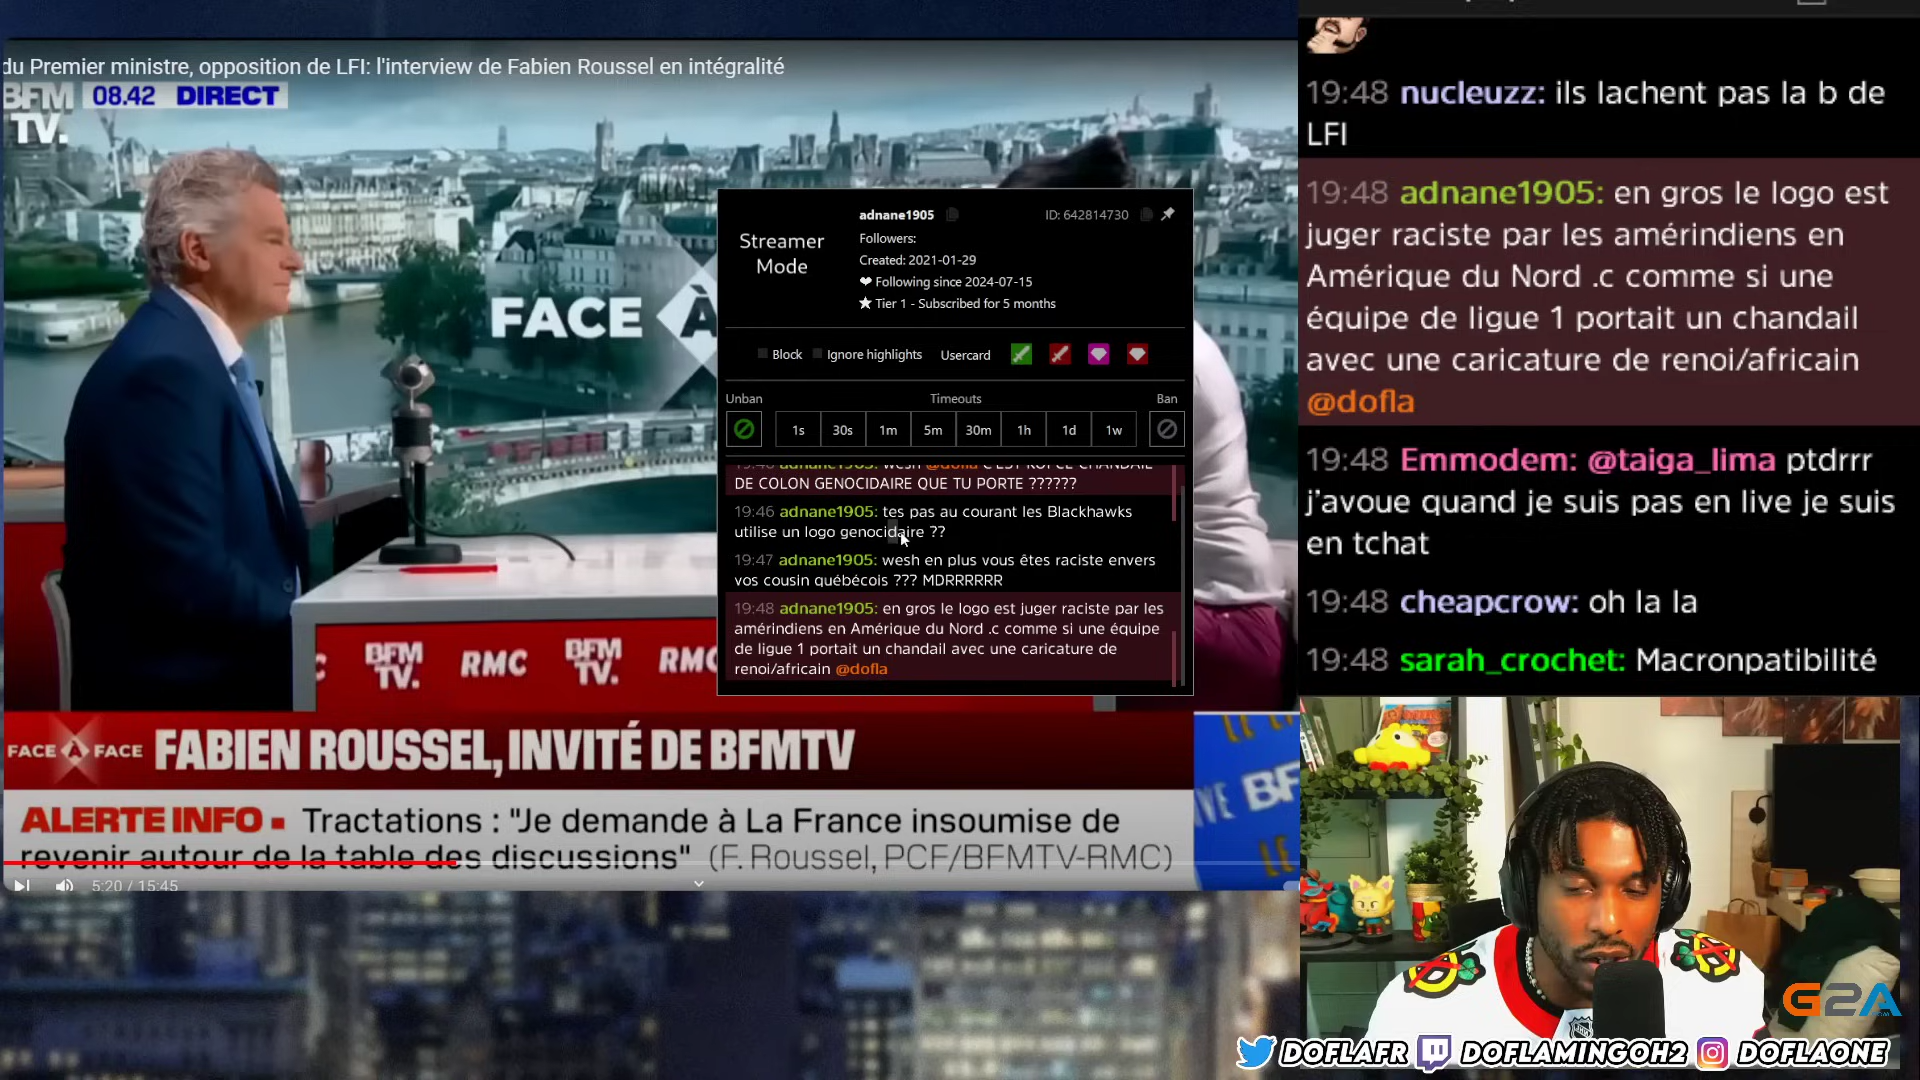 du Premier ministre, opposition de LFI: l'interview de Fabien Roussel en intégralité
BFM
TV.
08.42 DIRECT
FACE À
BFM
TV.
RMC
BFM
TV.
RMC
FACE À FACE
FABIEN ROUSSEL, INVITÉ DE BFMTV
ALERTE INFO ▪ Tractations : "Je demande à La France insoumise de
revenir autour de la table des discussions" (F. Roussel, PCF/BFMTV-RMC)
5:20 / 15:45
Streamer
Mode
adnane1905
ID: 642814730
Followers:
Created: 2021-01-29
❤ Following since 2024-07-15
★ Tier 1 - Subscribed for 5 months
Block
Ignore highlights
Usercard
Unban
Timeouts
Ban
1s
30s
1m
5m
30m
1h
1d
1w
19:46 adnane1905: wesh @dofla C'EST KOI CE CHANDAIL
DE COLON GENOCIDAIRE QUE TU PORTE ??????
19:46 adnane1905: tes pas au courant les Blackhawks
utilise un logo genocidaire ??
19:47 adnane1905: wesh en plus vous êtes raciste envers
vos cousin québécois ??? MDRRRRRR
19:48 adnane1905: en gros le logo est juger raciste par les
amérindiens en Amérique du Nord .c comme si une équipe
de ligue 1 portait un chandail avec une caricature de
renoi/africain @dofla
19:48 nucleuzz: ils lachent pas la b de
LFI
19:48 adnane1905: en gros le logo est
juger raciste par les amérindiens en
Amérique du Nord .c comme si une
équipe de ligue 1 portait un chandail
avec une caricature de renoi/africain
@dofla
19:48 Emmodem: @taiga_lima ptdrrr
j'avoue quand je suis pas en live je suis
en tchat
19:48 cheapcrow: oh la la
19:48 sarah_crochet: Macronpatibilité
G2A
.COM
DOFLAFR
DOFLAMINGOH2
DOFLAONE